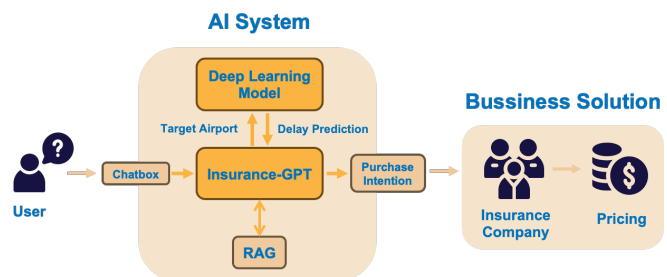 AI System
Deep Learning
Model
Target Airport
Delay Prediction
Bussiness Solution
?
User
Chatbox
Insurance-GPT
Purchase
Intention
RAG
$
Insurance
Company
Pricing